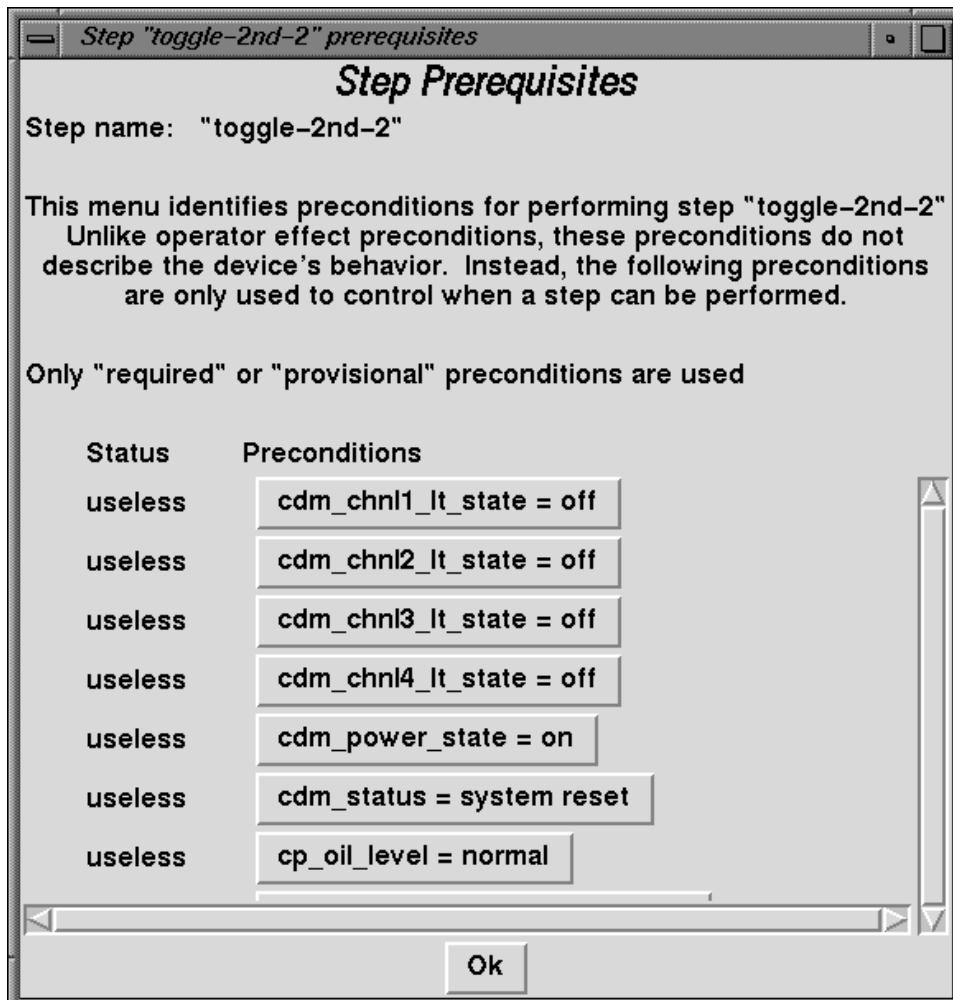 Step "toggle-2nd-2" prerequisites
Step Prerequisites
Step name: "toggle-2nd-2"
This menu identifies preconditions for performing step "toggle-2nd-2"
Unlike operator effect preconditions, these preconditions do not
describe the device's behavior. Instead, the following preconditions
are only used to control when a step can be performed.
Only "required" or "provisional" preconditions are used
Status Preconditions
useless cdm_chnl1_lt_state = off
useless cdm_chnl2_lt_state = off
useless cdm_chnl3_lt_state = off
useless cdm_chnl4_lt_state = off
useless cdm_power_state = on
useless cdm_status = system reset
useless cp_oil_level = normal
Ok